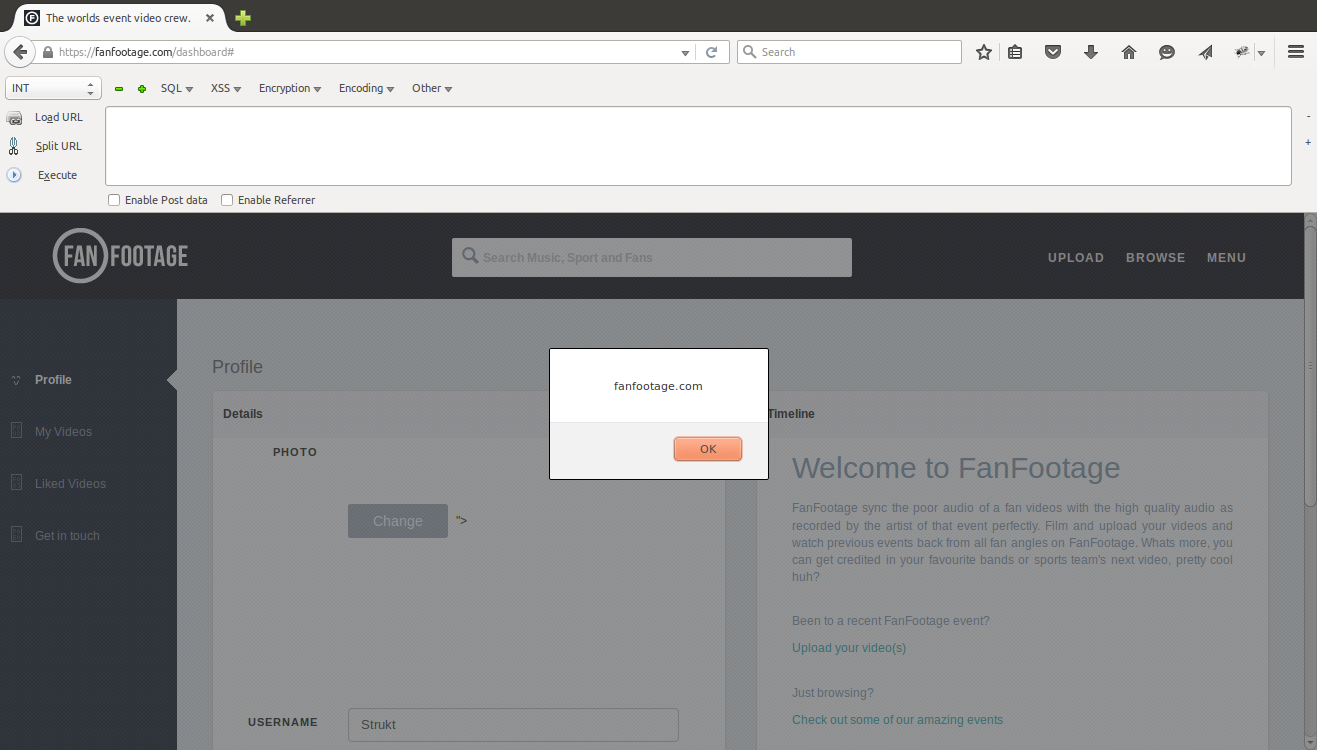 The worlds event video crew.
https://fanfootage.com/dashboard#
Search
INT
SQL
XSS
Encryption
Encoding
Other
Load URL
Split URL
Execute
-
+
Enable Post data
Enable Referrer
FAN FOOTAGE
Search Music, Sport and Fans
UPLOAD
BROWSE
MENU
Profile
My Videos
Liked Videos
Get in touch
Profile
Details
PHOTO
Change
">
USERNAME
Strukt
fanfootage.com
OK
Timeline
Welcome to FanFootage
FanFootage sync the poor audio of a fan videos with the high quality audio as
recorded by the artist of that event perfectly. Film and upload your videos and
watch previous events back from all fan angles on FanFootage. Whats more, you
can get credited in your favourite bands or sports team's next video, pretty cool
huh?
Been to a recent FanFootage event?
Upload your video(s)
Just browsing?
Check out some of our amazing events